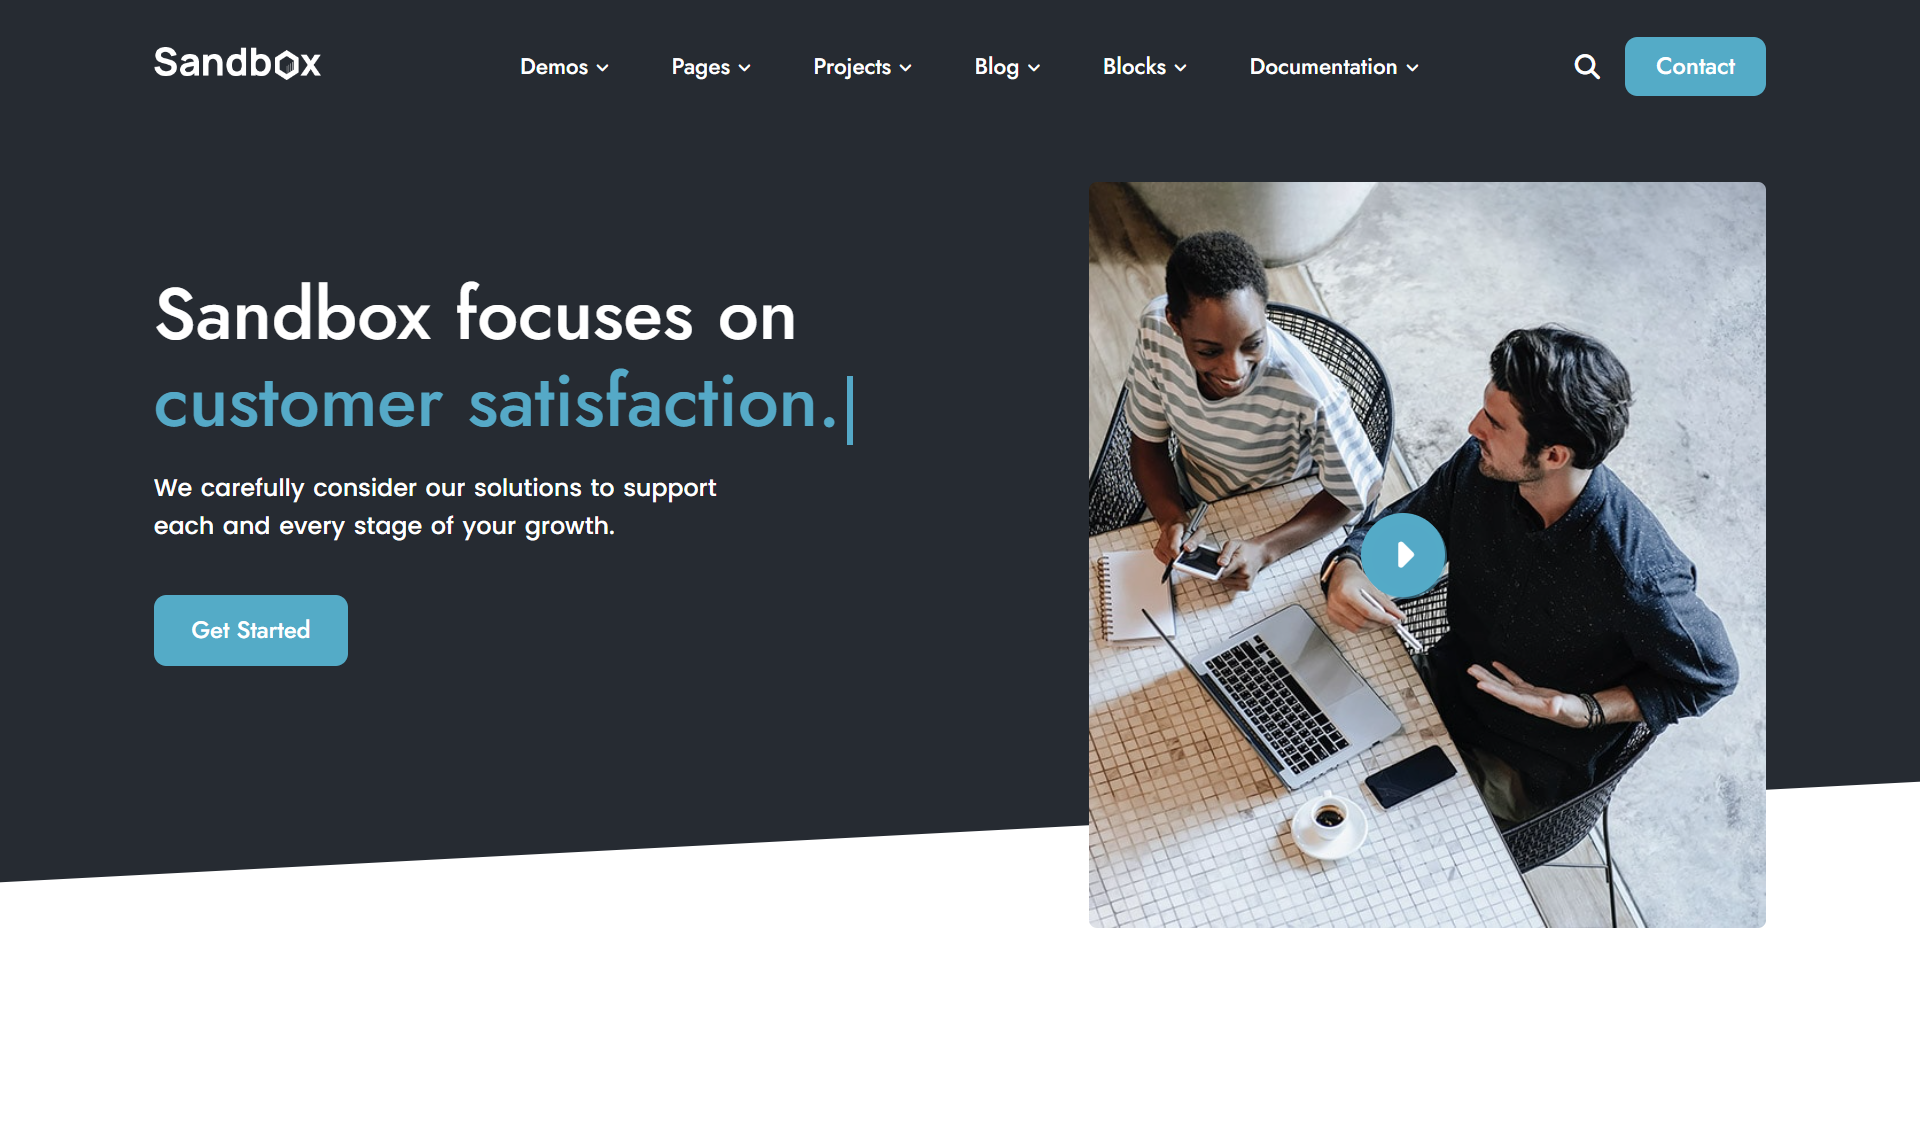 Sandbox
Demos
Pages
Projects
Blog
Blocks
Documentation
Contact
Sandbox focuses on
customer satisfaction.
We carefully consider our solutions to support
each and every stage of your growth.
Get Started